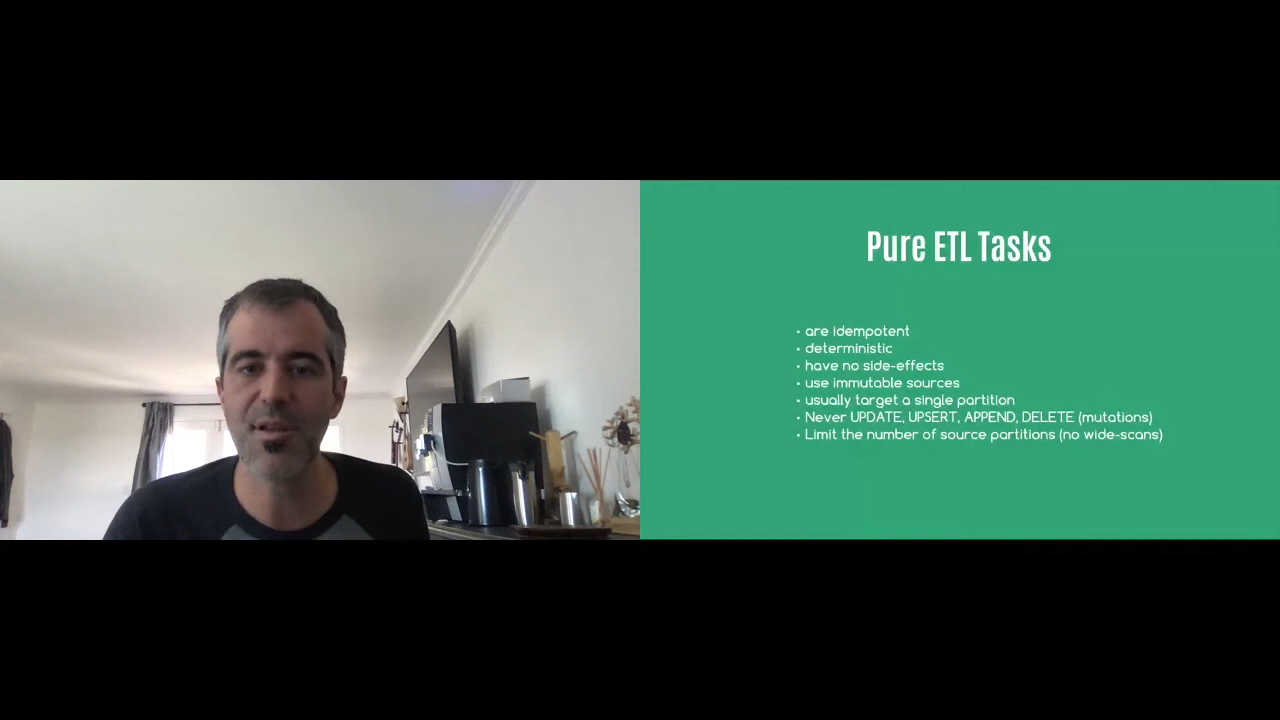 Pure ETL Tasks
• are idempotent
• deterministic
• have no side-effects
• use immutable sources
• usually target a single partition
• Never UPDATE, UPSERT, APPEND, DELETE (mutations)
• Limit the number of source partitions (no wide-scans)